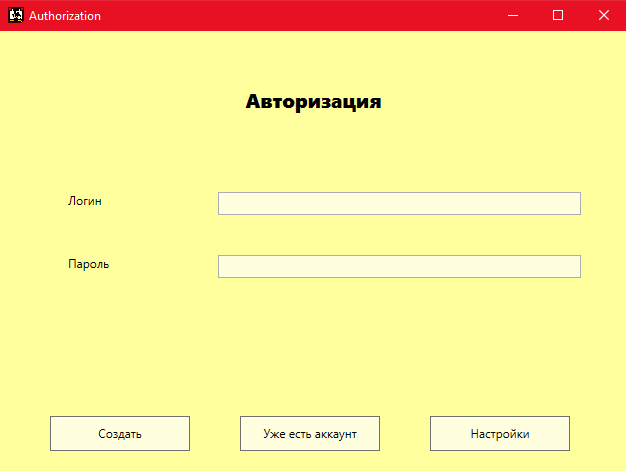 Authorization
Авторизация
Логин
Пароль
Создать
Уже есть аккаунт
Настройки